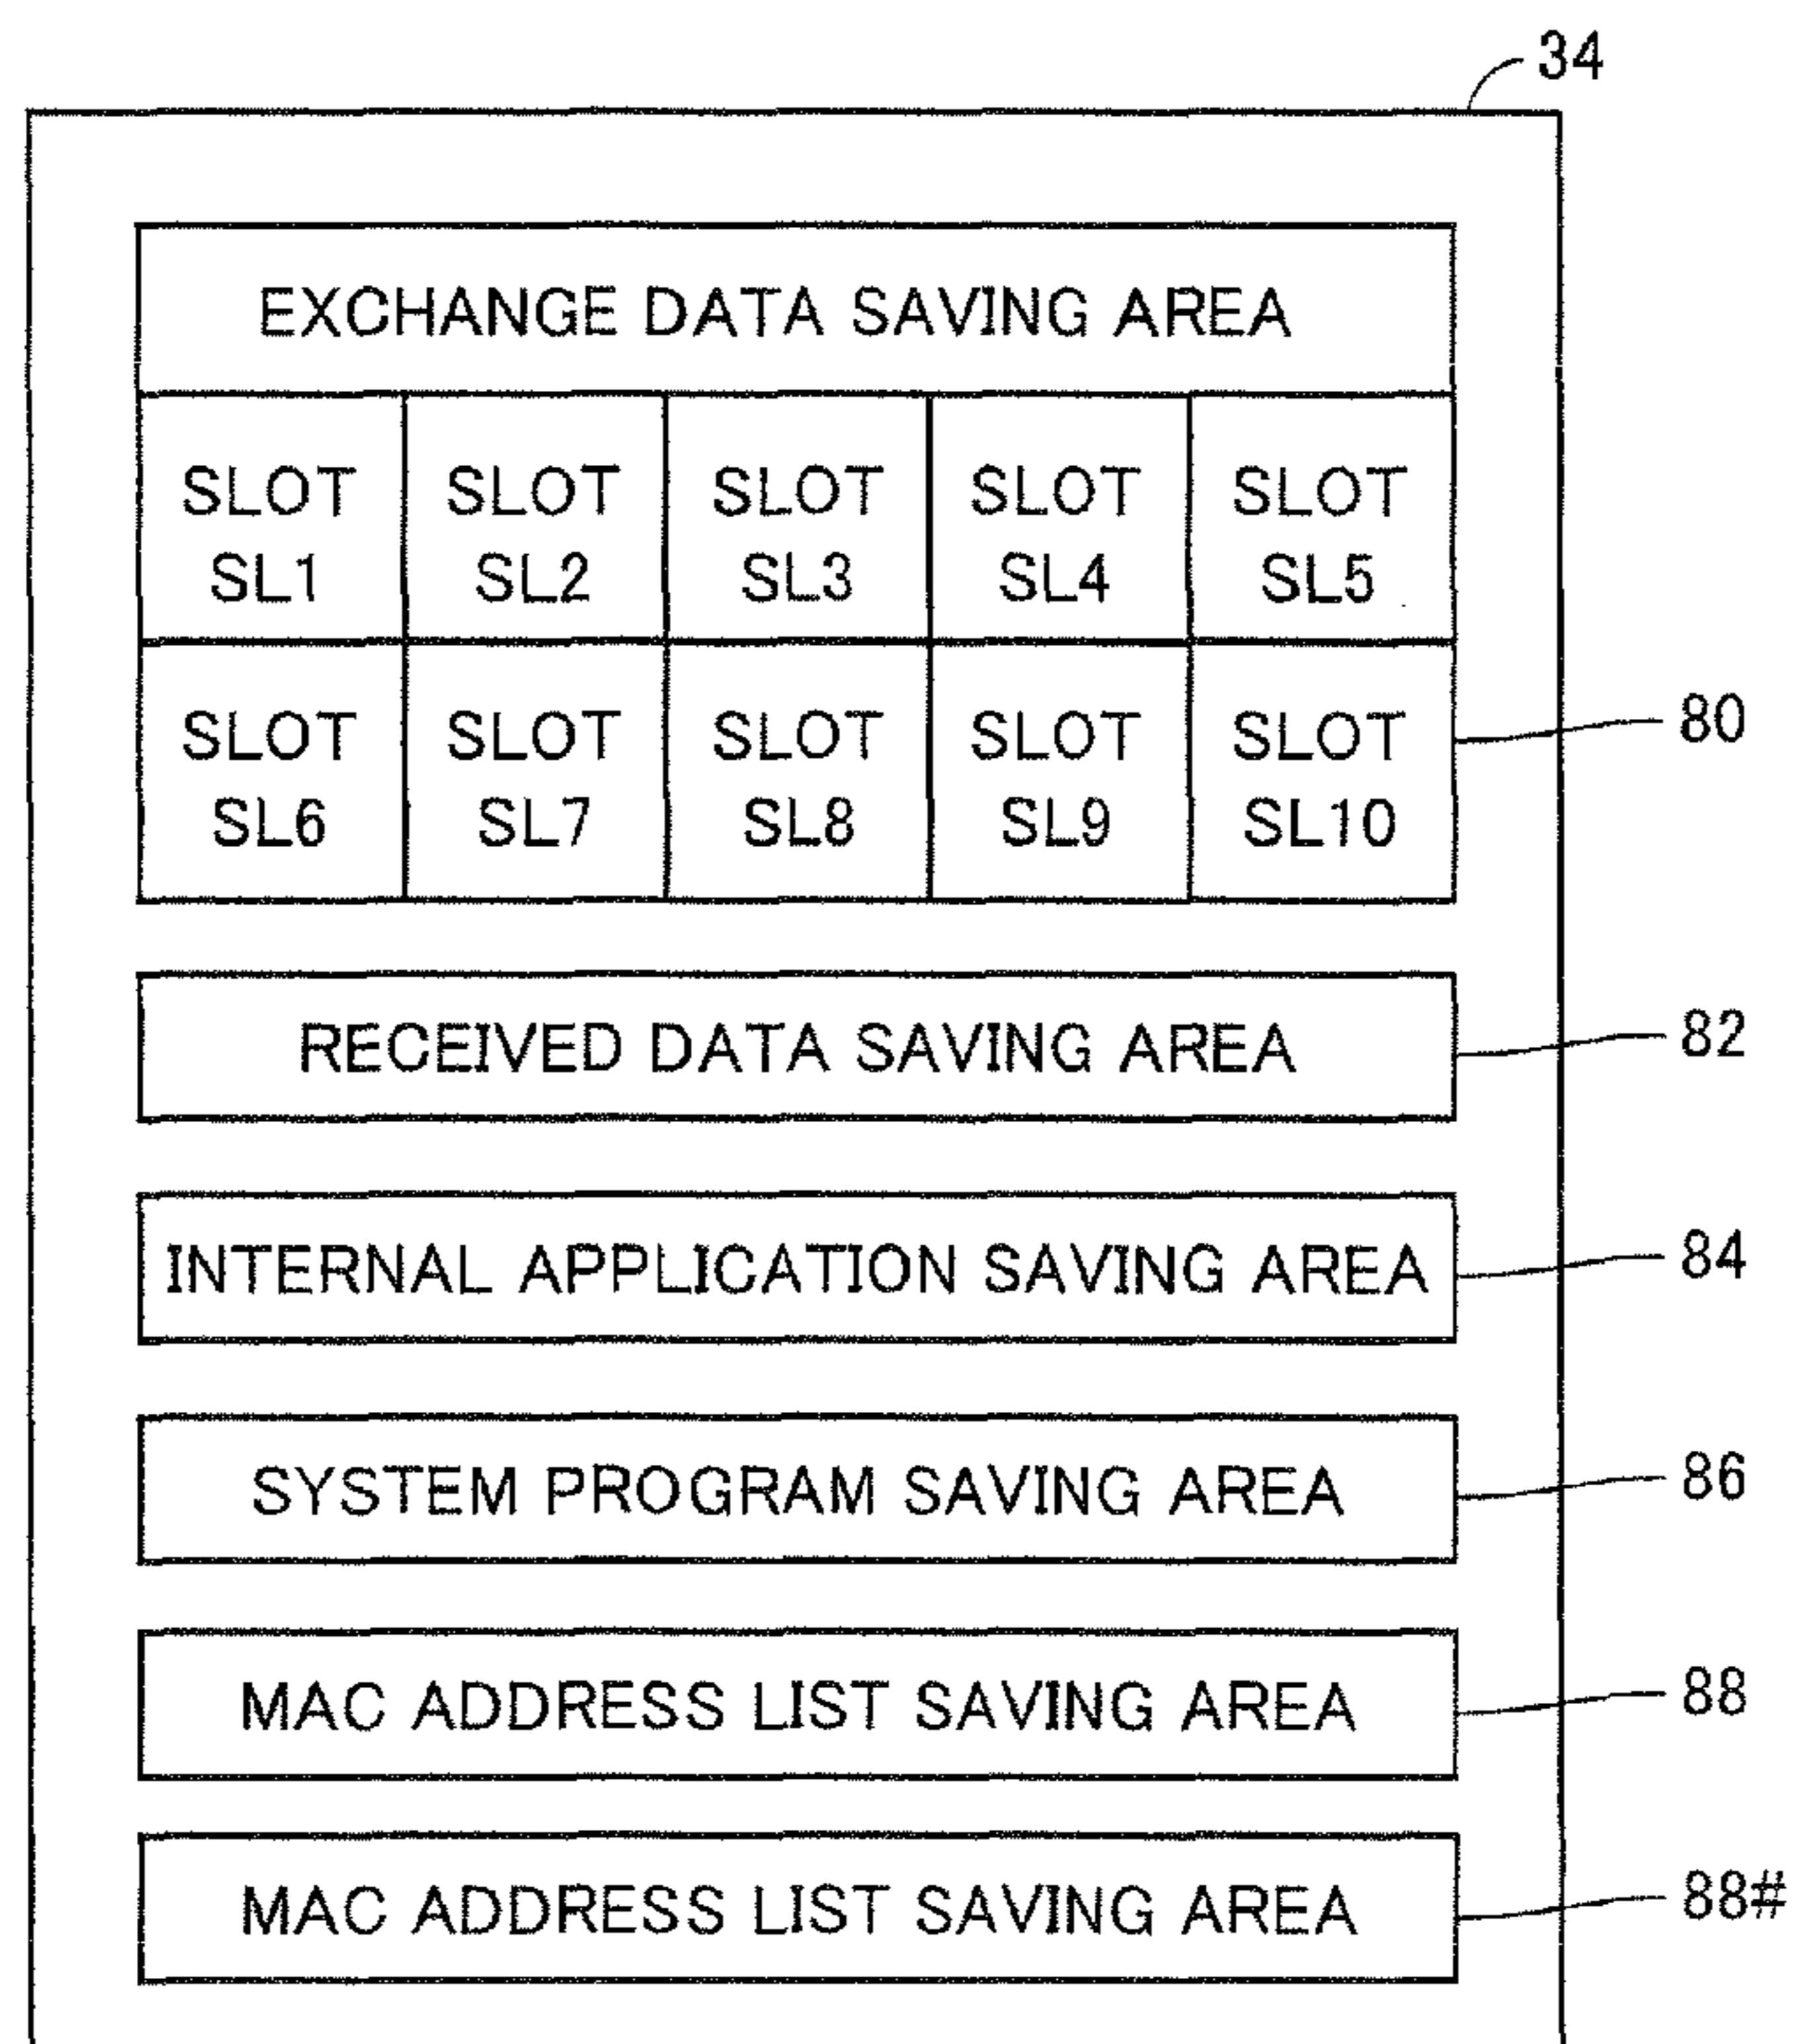 34
EXCHANGE DATA SAVING AREA
SLOT SL1
SLOT SL2
SLOT SL3
SLOT SL4
SLOT SL5
SLOT SL6
SLOT SL7
SLOT SL8
SLOT SL9
SLOT SL10
80
RECEIVED DATA SAVING AREA
82
INTERNAL APPLICATION SAVING AREA
84
SYSTEM PROGRAM SAVING AREA
86
MAC ADDRESS LIST SAVING AREA
88
MAC ADDRESS LIST SAVING AREA
88#